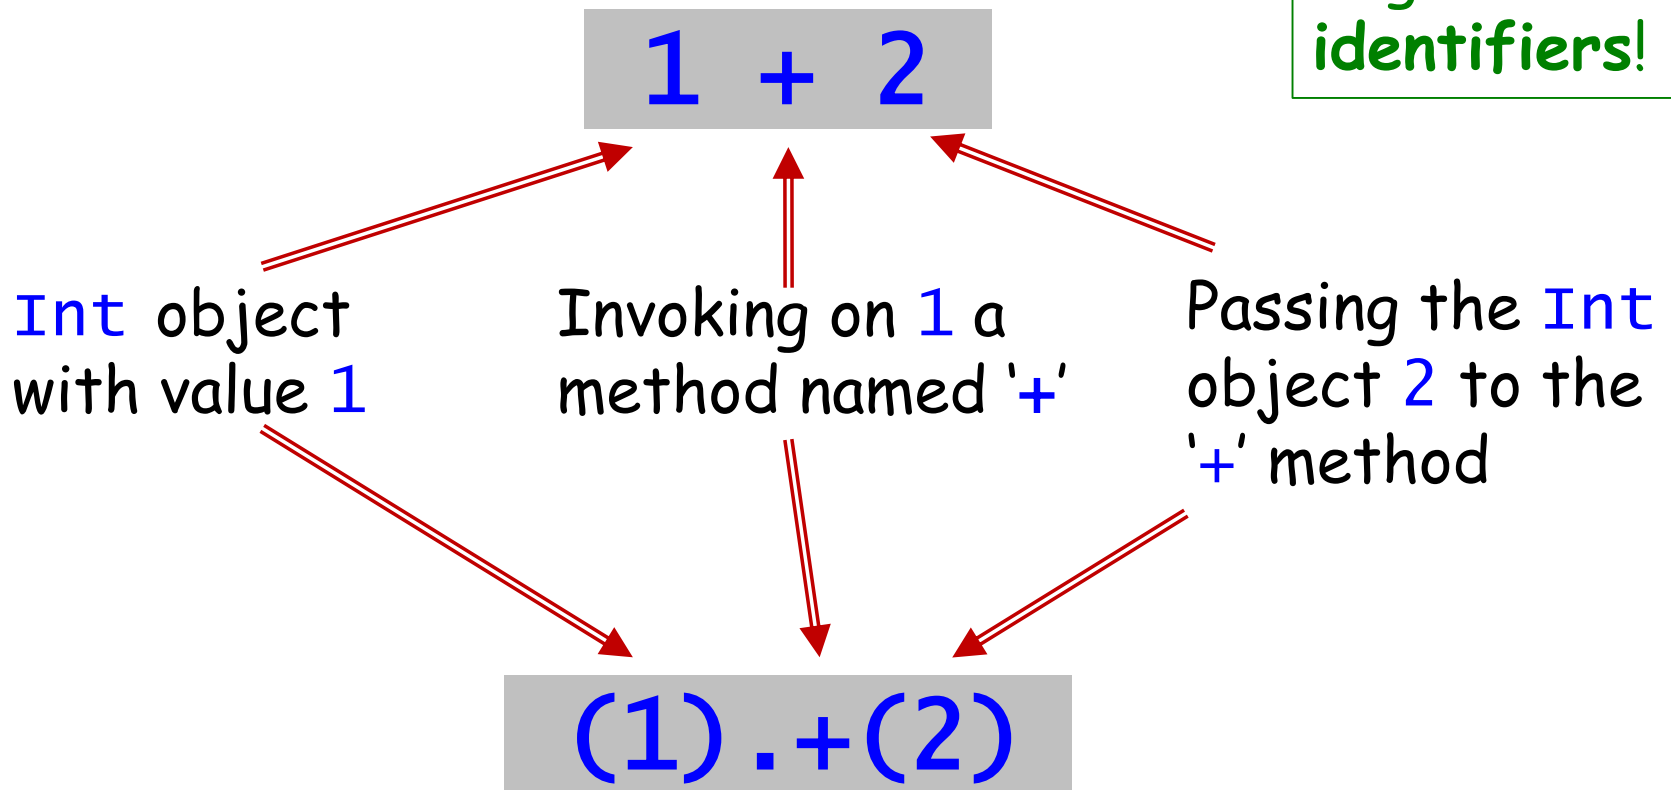 1 + 2
identifiers!
Int object
with value 1
Invoking on 1 a
method named ‘+’
Passing the Int
object 2 to the
‘+’ method
(1).+(2)